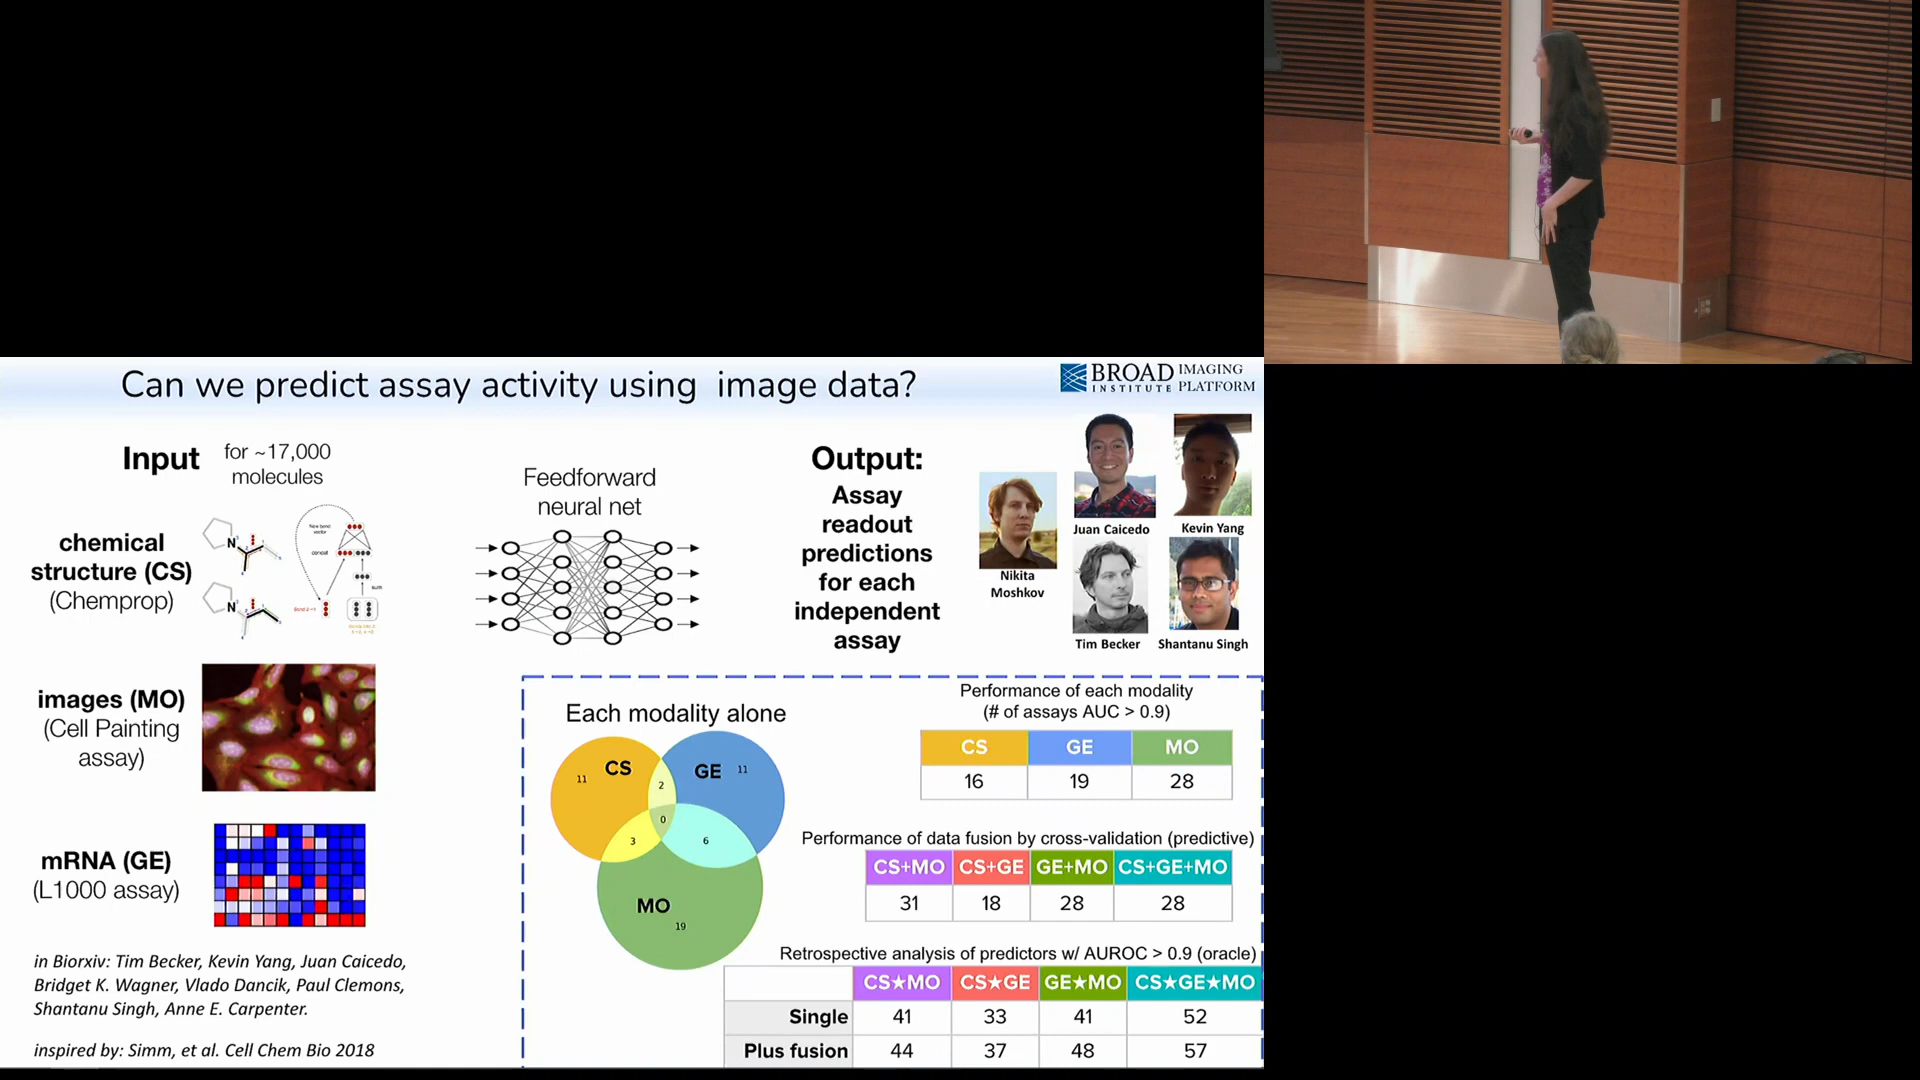 Can we predict assay activity using image data?
BROAD
INSTITUTE
IMAGING
PLATFORM
Input
for ~17,000
molecules
chemical
structure (CS)
(Chemprop)
N
N
concat
sum
images (MO)
(Cell Painting
assay)
mRNA (GE)
(L1000 assay)
in Biorxiv: Tim Becker, Kevin Yang, Juan Caicedo,
Bridget K. Wagner, Vlado Dancik, Paul Clemons,
Shantanu Singh, Anne E. Carpenter.
inspired by: Simm, et al. Cell Chem Bio 2018
Feedforward
neural net
Output:
Assay
readout
predictions
for each
independent
assay
Nikita
Moshkov
Juan Caicedo
Kevin Yang
Tim Becker
Shantanu Singh
Each modality alone
11
CS
2
GE
11
0
3
6
MO
19
Performance of each modality
(# of assays AUC > 0.9)
CS GE MO
16 19 28
Performance of data fusion by cross-validation (predictive)
CS+MO CS+GE GE+MO CS+GE+MO
31 18 28 28
Retrospective analysis of predictors w/ AUROC > 0.9 (oracle)
CS★MO CS★GE GE★MO CS★GE★MO
Single 41 33 41 52
Plus fusion 44 37 48 57